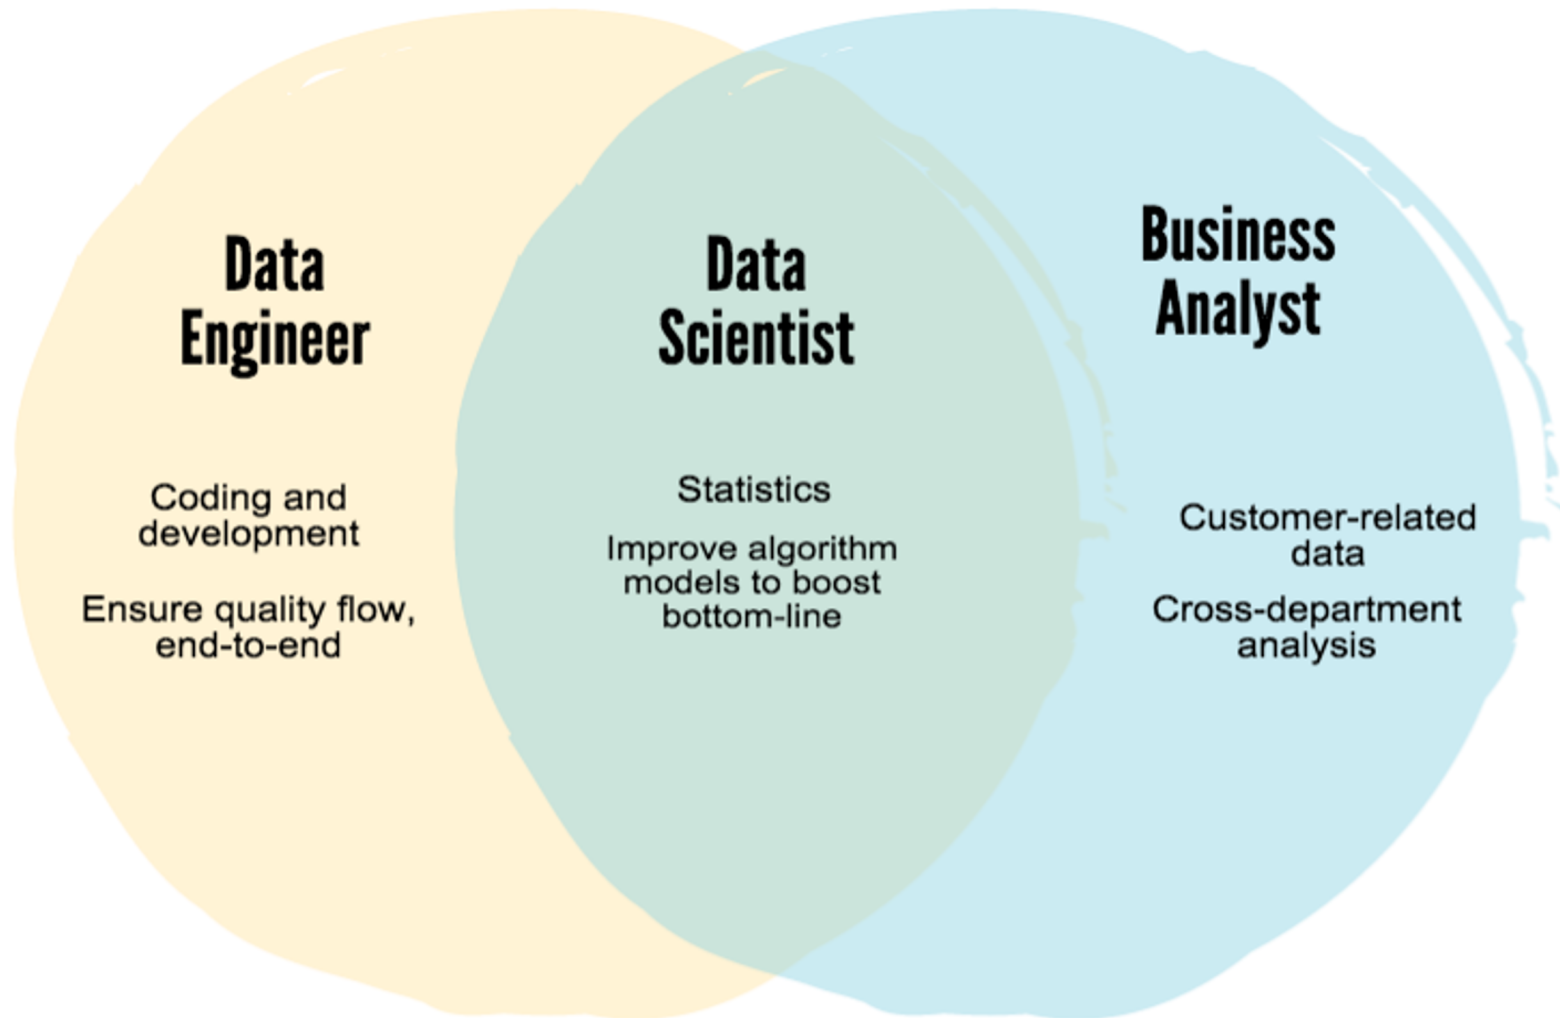 Data
Engineer
Coding and
development
Ensure quality flow,
end-to-end
Data
Scientist
Statistics
Improve algorithm
models to boost
bottom-line
Business
Analyst
Customer-related
data
Cross-department
analysis